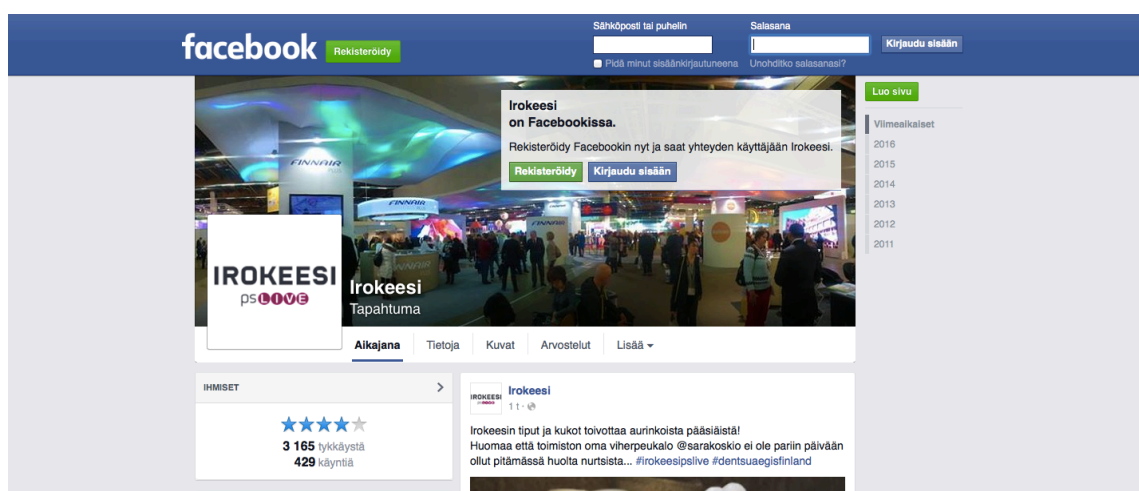 facebook
Rekisteröidy
Sähköposti tai puhelin
Salasana
Kirjaudu sisään
Pidä minut sisäänkirjautuneena
Unohditko salasanasi?
Irokeesi
on Facebookissa.
Rekisteröidy Facebookin nyt ja saat yhteyden käyttäjään Irokeesi.
Rekisteröidy
Kirjaudu sisään
Luo sivu
Viimeaikaiset
2016
2015
2014
2013
2012
2011
FINNAIR
FINNAIR
FINNAIR
FINNAIR
IROKEESI
psLIVE
Irokeesi
Tapahtuma
Aikajana
Tietoja
Kuvat
Arvostelut
Lisää
IHMISET
3 165 tykkäystä
429 käyntiä
IROKEESI
Irokeesi
1 t ·
Irokeesin tiput ja kukot toivottaa aurinkoista pääsiäistä!
Huomaa että toimiston oma viherpeukalo @sarakoskio ei ole pariin päivään
ollut pitämässä huolta nurtsista... #irokeesipslive #dentsuaegisfinland